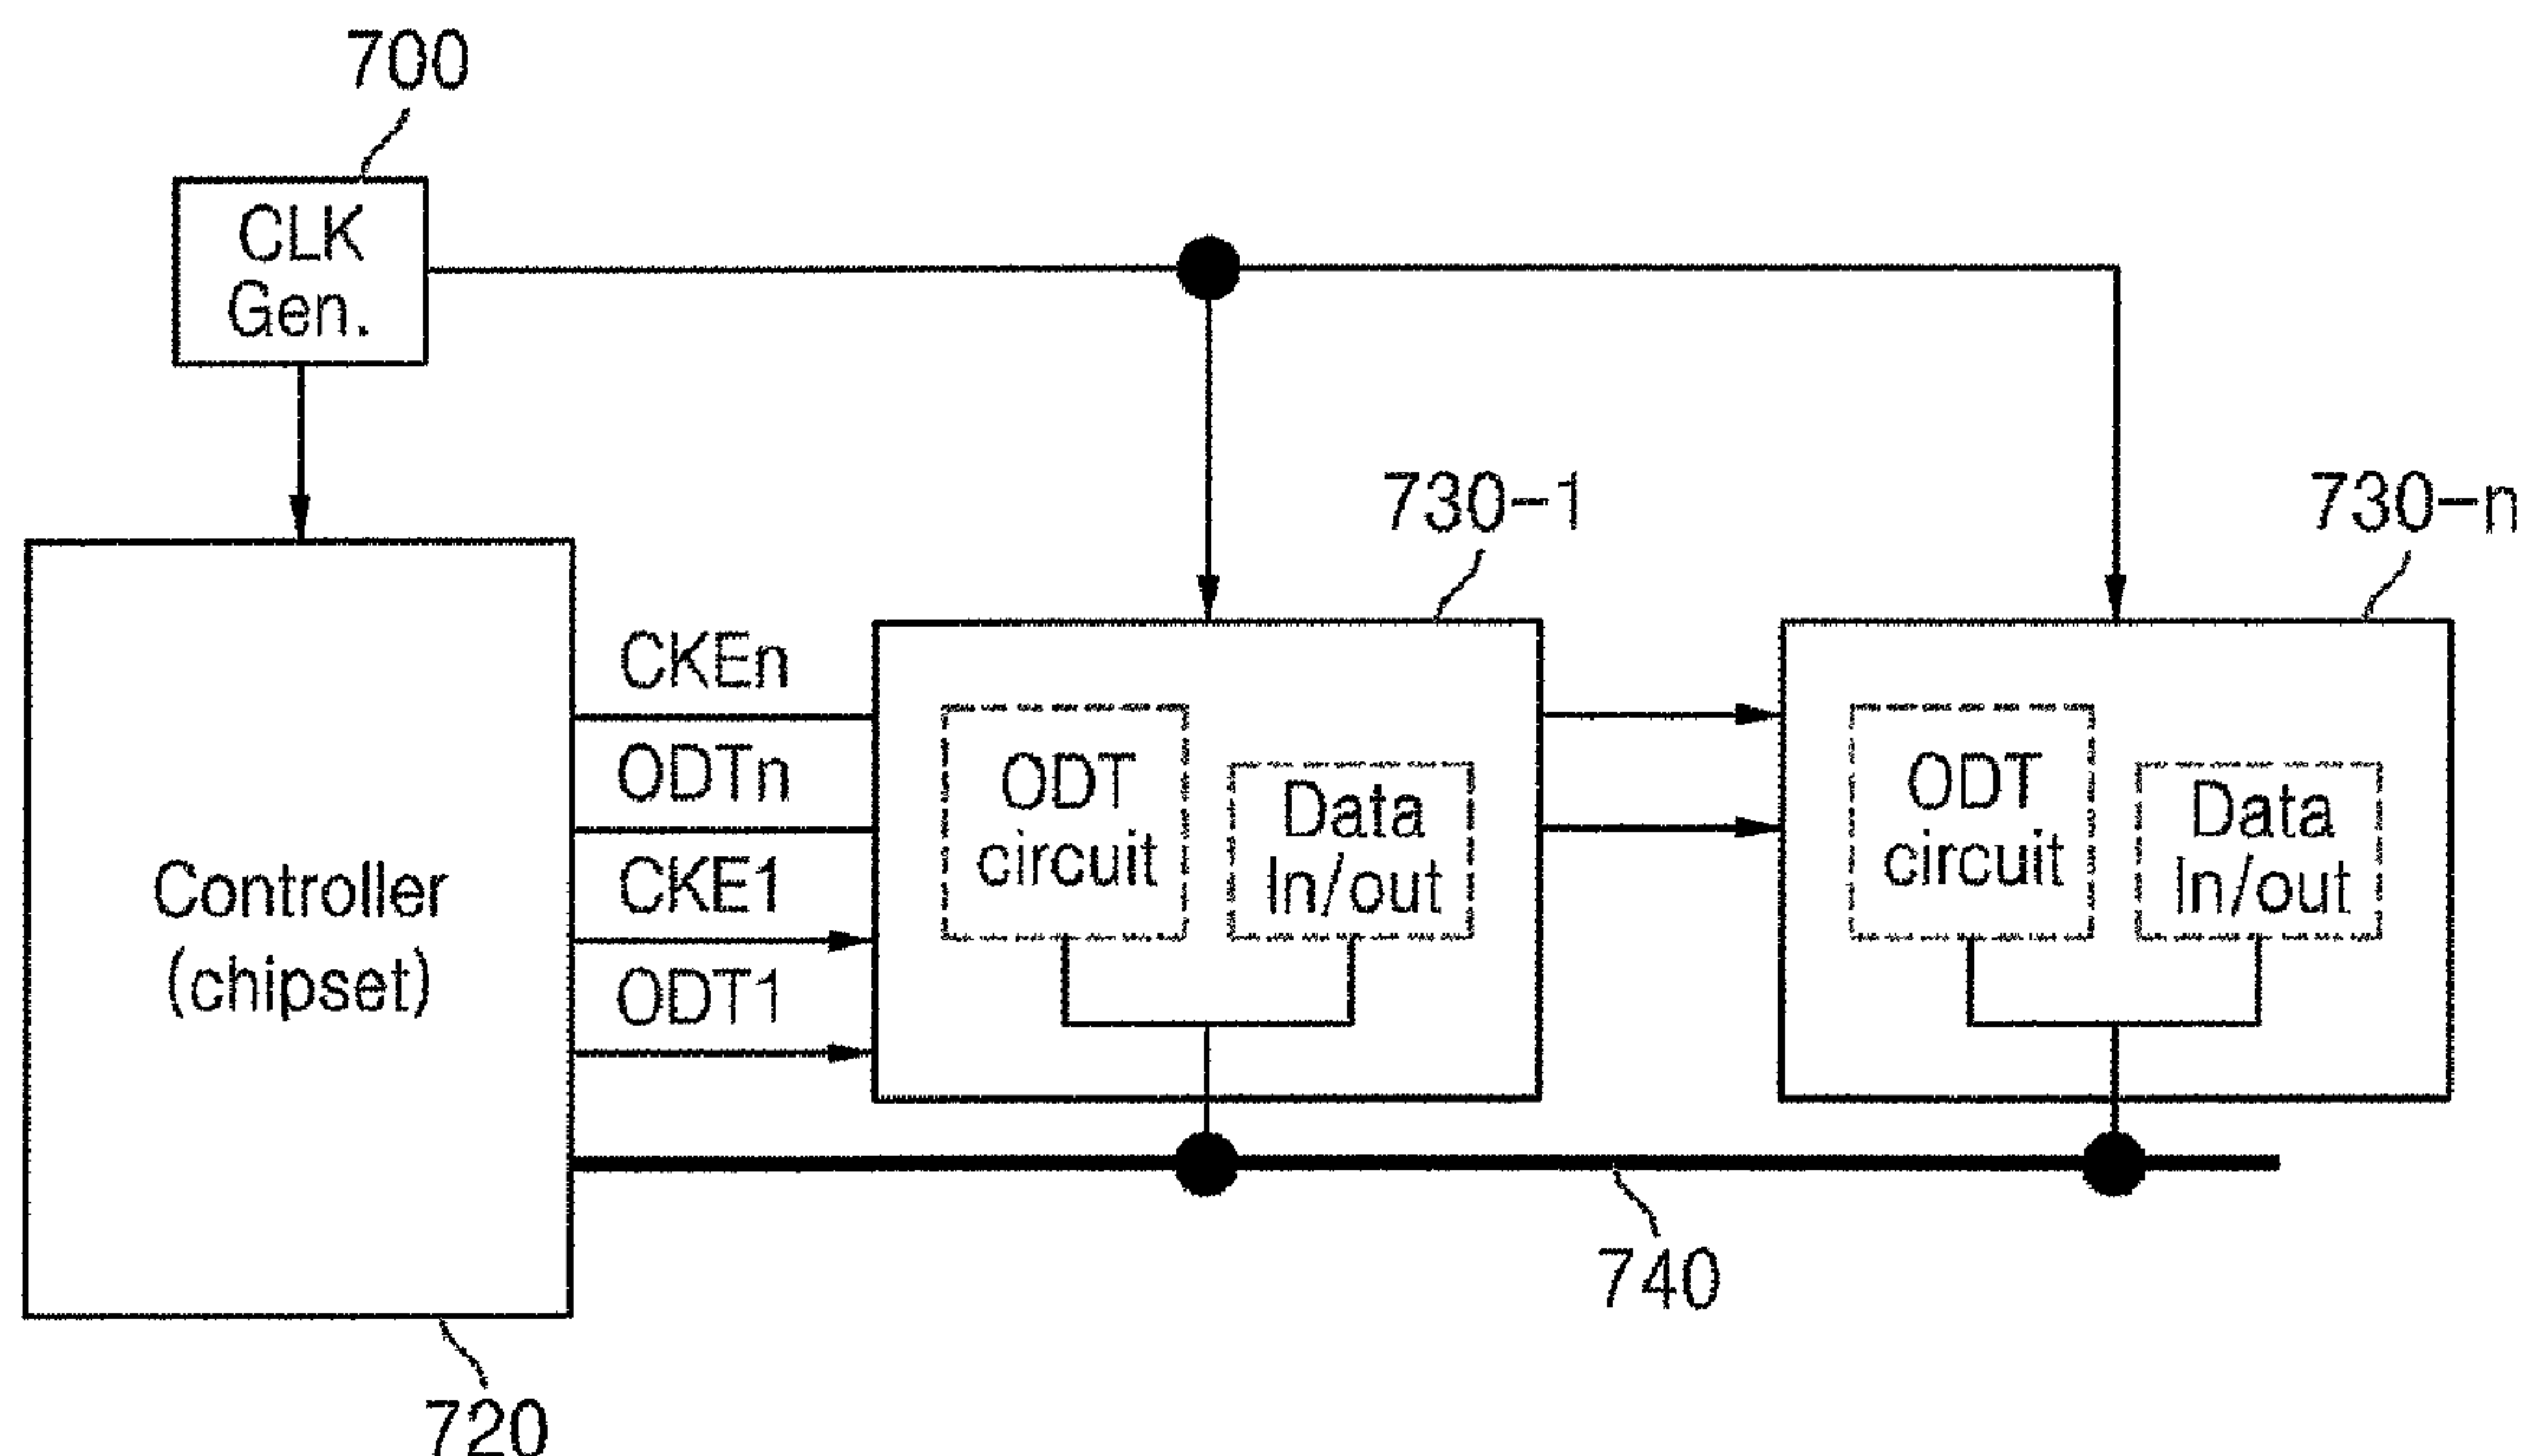 700
CLK
Gen.
730-1
730-n
CKEn
ODTn
CKE1
ODT1
Controller
(chipset)
ODT
circuit
Data
In/out
ODT
circuit
Data
In/out
740
720